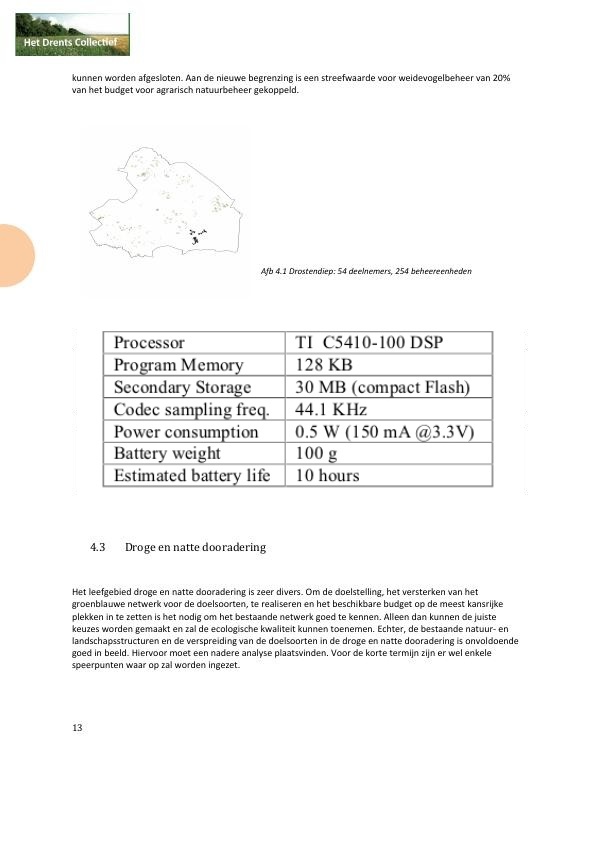 Het Drents Collectief
kunnen worden afgesloten. Aan de nieuwe begrenzing is een streefwaarde voor weidevogelbeheer van 20%
van het budget voor agrarisch natuurbeheer gekoppeld.
Afb 4.1 Drostendiep: 54 deelnemers, 254 beheereenheden
Processor TI C5410-100 DSP
Program Memory 128 KB
Secondary Storage 30 MB (compact Flash)
Codec sampling freq. 44.1 KHz
Power consumption 0.5 W (150 mA @3.3V)
Battery weight 100 g
Estimated battery life 10 hours
4.3 Droge en natte dooradering
Het leefgebied droge en natte dooradering is zeer divers. Om de doelstelling, het versterken van het
groenblauwe netwerk voor de doelsoorten, te realiseren en het beschikbare budget op de meest kansrijke
plekken in te zetten is het nodig om het bestaande netwerk goed te kennen. Alleen dan kunnen de juiste
keuzes worden gemaakt en zal de ecologische kwaliteit kunnen toenemen. Echter, de bestaande natuur- en
landschapsstructuren en de verspreiding van de doelsoorten in de droge en natte dooradering is onvoldoende
goed in beeld. Hiervoor moet een nadere analyse plaatsvinden. Voor de korte termijn zijn er wel enkele
speerpunten waar op zal worden ingezet.
13